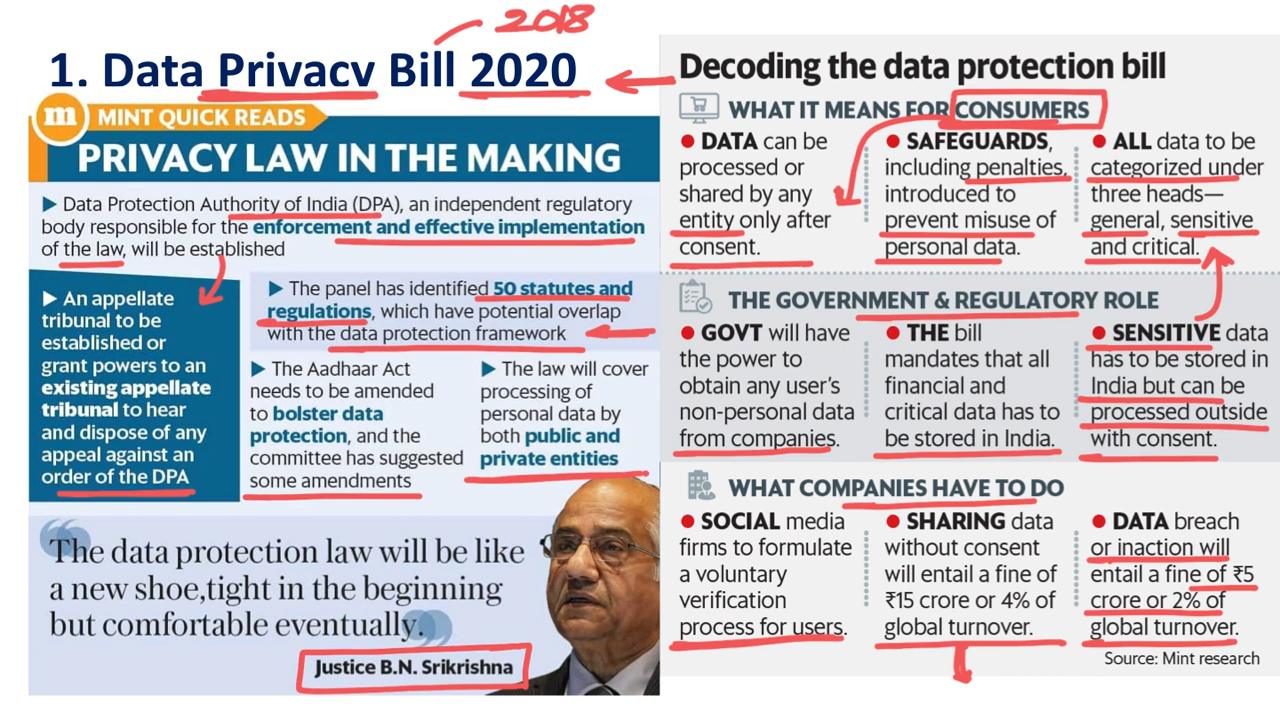 2018
1. Data Privacy Bill 2020
m MINT QUICK READS
PRIVACY LAW IN THE MAKING
▶ Data Protection Authority of India (DPA), an independent regulatory
body responsible for the enforcement and effective implementation
of the law, will be established
▶ An appellate
tribunal to be
established or
grant powers to an
existing appellate
tribunal to hear
and dispose of any
appeal against an
order of the DPA
▶ The panel has identified 50 statutes and
regulations, which have potential overlap
with the data protection framework
▶ The Aadhaar Act
needs to be amended
to bolster data
protection, and the
committee has suggested
some amendments
▶ The law will cover
processing of
personal data by
both public and
private entities
“The data protection law will be like
a new shoe,tight in the beginning
but comfortable eventually.”
Justice B.N. Srikrishna
Decoding the data protection bill
WHAT IT MEANS FOR CONSUMERS
● DATA can be
processed or
shared by any
entity only after
consent.
● SAFEGUARDS,
including penalties,
introduced to
prevent misuse of
personal data.
● ALL data to be
categorized under
three heads—
general, sensitive
and critical.
THE GOVERNMENT & REGULATORY ROLE
● GOVT will have
the power to
obtain any user’s
non-personal data
from companies.
● THE bill
mandates that all
financial and
critical data has to
be stored in India.
● SENSITIVE data
has to be stored in
India but can be
processed outside
with consent.
WHAT COMPANIES HAVE TO DO
● SOCIAL media
firms to formulate
a voluntary
verification
process for users.
● SHARING data
without consent
will entail a fine of
₹15 crore or 4% of
global turnover.
● DATA breach
or inaction will
entail a fine of ₹5
crore or 2% of
global turnover.
Source: Mint research